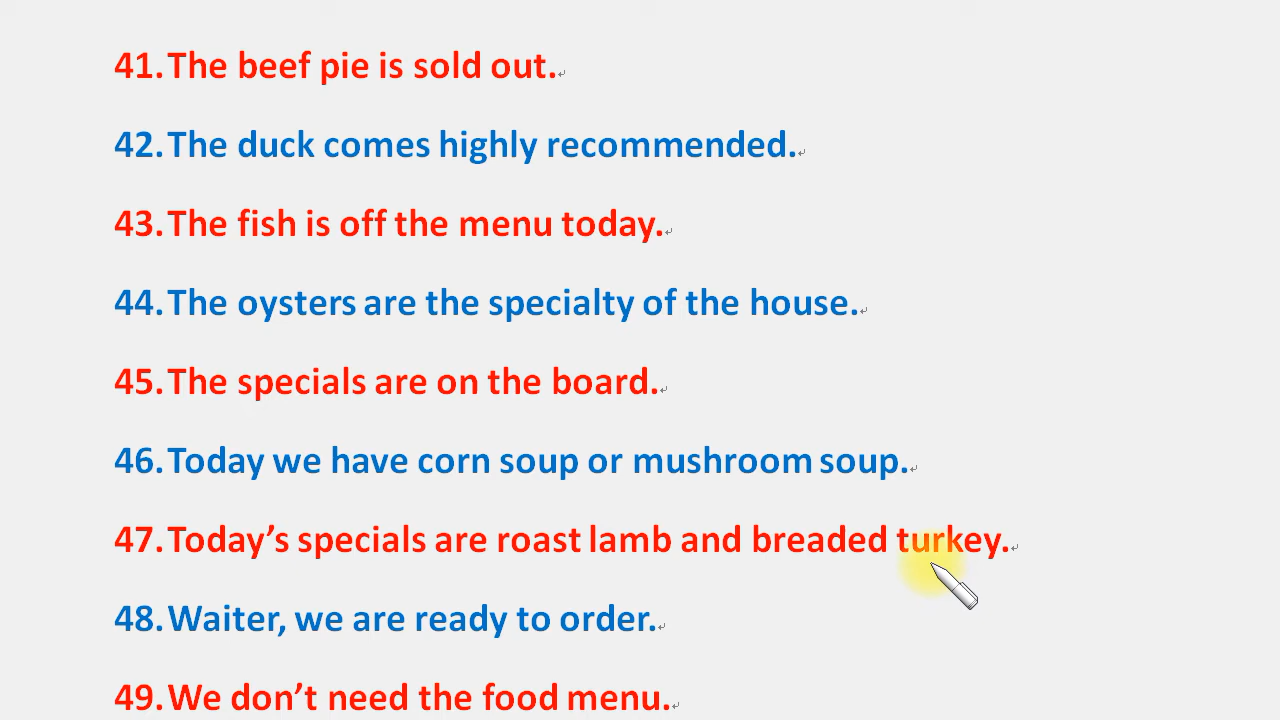 41. The beef pie is sold out.
42. The duck comes highly recommended.
43. The fish is off the menu today.
44. The oysters are the specialty of the house.
45. The specials are on the board.
46. Today we have corn soup or mushroom soup.
47. Today’s specials are roast lamb and breaded turkey.
48. Waiter, we are ready to order.
49. We don’t need the food menu.